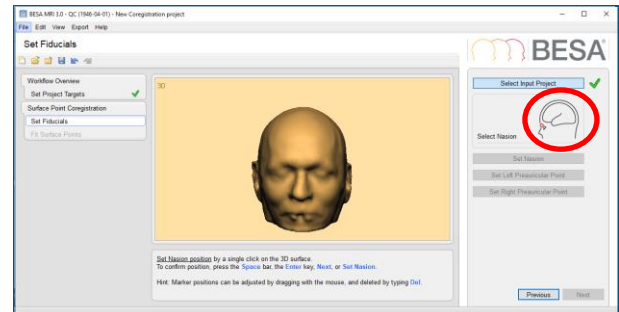 BESA MRI 3.0 - QC (1946-04-01) - New Coregistration project
File Edit View Export Help
Set Fiducials
BESA
Workflow Overview
Set Project Targets
Surface Point Coregistration
Set Fiducials
Fit Surface Points
3D
Set Nasion position by a single click on the 3D surface.
To confirm position, press the Space bar, the Enter key, Next, or Set Nasion.
Hint: Marker positions can be adjusted by dragging with the mouse, and deleted by typing Del.
Select Input Project
Select Nasion
Set Nasion
Set Left Preauricular Point
Set Right Preauricular Point
Previous Next